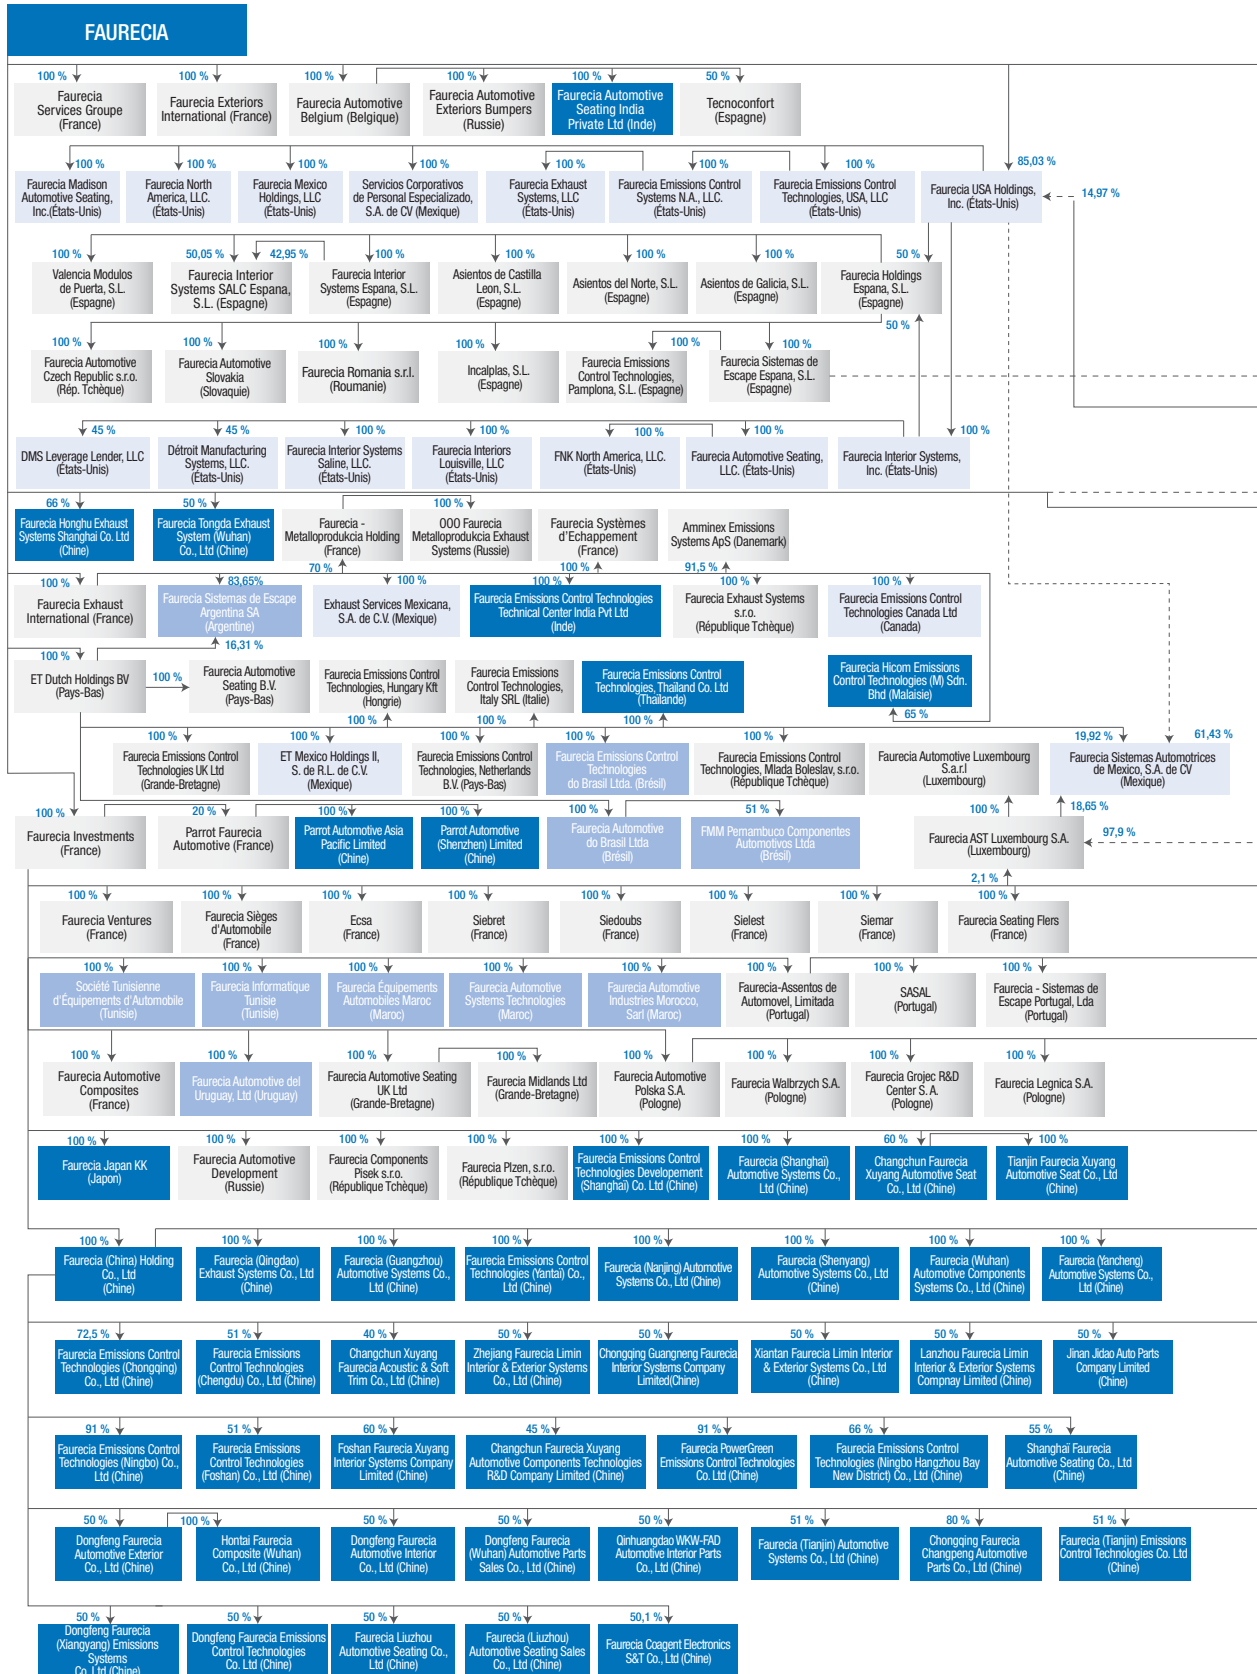 FAURECIA
100 %
100 %
100 %
100 %
100 %
50 %
Faurecia
Services Groupe
(France)
Faurecia Exteriors
International (France)
Faurecia Automotive
Belgium (Belgique)
Faurecia Automotive
Exteriors Bumpers
(Russie)
Faurecia Automotive
Seating India
Private Ltd (Inde)
Tecnoconfort
(Espagne)
100 %
100 %
100 %
100 %
100 %
100 %
100 %
85,03 %
Faurecia Madison
Automotive Seating,
Inc.(États-Unis)
Faurecia North
America, LLC.
(États-Unis)
Faurecia Mexico
Holdings, LLC
(États-Unis)
Servicios Corporativos
de Personal Especializado,
S.A. de CV (Mexique)
Faurecia Exhaust
Systems, LLC
(États-Unis)
Faurecia Emissions Control
Systems N.A., LLC.
(États-Unis)
Faurecia Emissions Control
Technologies, USA, LLC
(États-Unis)
Faurecia USA Holdings,
Inc. (États-Unis)
14,97 %
100 %
50,05 %
42,95 %
100 %
100 %
100 %
100 %
50 %
Valencia Modulos
de Puerta, S.L.
(Espagne)
Faurecia Interior
Systems SALC Espana,
S.L. (Espagne)
Faurecia Interior
Systems Espana, S.L.
(Espagne)
Asientos de Castilla
Leon, S.L.
(Espagne)
Asientos del Norte, S.L.
(Espagne)
Asientos de Galicia, S.L.
(Espagne)
Faurecia Holdings
Espana, S.L.
(Espagne)
50 %
100 %
100 %
100 %
100 %
100 %
100 %
Faurecia Automotive
Czech Republic s.r.o.
(Rép. Tchèque)
Faurecia Automotive
Slovakia
(Slovaquie)
Faurecia Romania s.r.l.
(Roumanie)
Incalplas, S.L.
(Espagne)
Faurecia Emissions
Control Technologies,
Pamplona, S.L. (Espagne)
Faurecia Sistemas de
Escape Espana, S.L.
(Espagne)
45 %
45 %
100 %
100 %
100 %
100 %
100 %
DMS Leverage Lender, LLC
(États-Unis)
Détroit Manufacturing
Systems, LLC.
(États-Unis)
Faurecia Interior Systems
Saline, LLC.
(États-Unis)
Faurecia Interiors
Louisville, LLC
(États-Unis)
FNK North America, LLC.
(États-Unis)
Faurecia Automotive Seating,
LLC. (États-Unis)
Faurecia Interior Systems,
Inc. (États-Unis)
66 %
50 %
100 %
Faurecia Honghu Exhaust
Systems Shanghai Co. Ltd
(Chine)
Faurecia Tongda Exhaust
System (Wuhan)
Co., Ltd (Chine)
Faurecia -
Metalloprodukcia Holding
(France)
OOO Faurecia
Metalloprodukcia Exhaust
Systems (Russie)
Faurecia Systèmes
d'Echappement
(France)
Amminex Emissions
Systems ApS (Danemark)
70 %
100 %
91,5 %
100 %
83,65%
100 %
100 %
100 %
100 %
Faurecia Exhaust
International (France)
Faurecia Sistemas de Escape
Argentina SA
(Argentine)
Exhaust Services Mexicana,
S.A. de C.V. (Mexique)
Faurecia Emissions Control Technologies
Technical Center India Pvt Ltd
(Inde)
Faurecia Exhaust Systems
s.r.o.
(République Tchèque)
Faurecia Emissions Control
Technologies Canada Ltd
(Canada)
16,31 %
100 %
ET Dutch Holdings BV
(Pays-Bas)
100 %
Faurecia Automotive
Seating B.V.
(Pays-Bas)
Faurecia Emissions Control
Technologies, Hungary Kft
(Hongrie)
Faurecia Emissions
Control Technologies,
Italy SRL (Italie)
Faurecia Emissions Control
Technologies, Thaïland Co. Ltd
(Thaïlande)
Faurecia Hicom Emissions
Control Technologies (M) Sdn.
Bhd (Malaisie)
100 %
100 %
100 %
65 %
100 %
100 %
100 %
100 %
100 %
19,92 %
61,43 %
Faurecia Emissions Control
Technologies UK Ltd
(Grande-Bretagne)
ET Mexico Holdings II,
S. de R.L. de C.V.
(Mexique)
Faurecia Emissions Control
Technologies, Netherlands
B.V. (Pays-Bas)
Faurecia Emissions Control
Technologies
do Brasil Ltda. (Brésil)
Faurecia Emissions Control
Technologies, Mlada Boleslav, s.r.o.
(République Tchèque)
Faurecia Automotive Luxembourg
S.a.r.l
(Luxembourg)
Faurecia Sistemas Automotrices
de Mexico, S.A. de CV
(Mexique)
100 %
20 %
100 %
100 %
100 %
51 %
100 %
18,65 %
Faurecia Investments
(France)
Parrot Faurecia
Automotive (France)
Parrot Automotive Asia
Pacific Limited
(Chine)
Parrot Automotive
(Shenzhen) Limited
(Chine)
Faurecia Automotive
do Brasil Ltda
(Brésil)
FMM Pernambuco Componentes
Automotivos Ltda
(Brésil)
Faurecia AST Luxembourg S.A.
(Luxembourg)
97,9 %
2,1 %
100 %
100 %
100 %
100 %
100 %
100 %
100 %
100 %
Faurecia Ventures
(France)
Faurecia Sièges
d'Automobile
(France)
Ecsa
(France)
Siebret
(France)
Siedoubs
(France)
Sielest
(France)
Siemar
(France)
Faurecia Seating Flers
(France)
100 %
100 %
100 %
100 %
100 %
100 %
100 %
100 %
Société Tunisienne
d'Équipements d'Automobile
(Tunisie)
Faurecia Informatique
Tunisie
(Tunisie)
Faurecia Équipements
Automobiles Maroc
(Maroc)
Faurecia Automotive
Systems Technologies
(Maroc)
Faurecia Automotive
Industries Morocco,
Sarl (Maroc)
Faurecia-Assentos de
Automovel, Limitada
(Portugal)
SASAL
(Portugal)
Faurecia - Sistemas de
Escape Portugal, Lda
(Portugal)
100 %
100 %
100 %
100 %
100 %
100 %
100 %
100 %
Faurecia Automotive
Composites
(France)
Faurecia Automotive del
Uruguay, Ltd (Uruguay)
Faurecia Automotive Seating
UK Ltd
(Grande-Bretagne)
Faurecia Midlands Ltd
(Grande-Bretagne)
Faurecia Automotive
Polska S.A.
(Pologne)
Faurecia Walbrzych S.A.
(Pologne)
Faurecia Grojec R&D
Center S. A.
(Pologne)
Faurecia Legnica S.A.
(Pologne)
100 %
100 %
100 %
100 %
100 %
100 %
60 %
100 %
Faurecia Japan KK
(Japon)
Faurecia Automotive
Development
(Russie)
Faurecia Components
Pisek s.r.o.
(République Tchèque)
Faurecia Plzen, s.r.o.
(République Tchèque)
Faurecia Emissions Control
Technologies Developement
(Shanghaï) Co. Ltd (Chine)
Faurecia (Shanghaï)
Automotive Systems Co.,
Ltd (Chine)
Changchun Faurecia
Xuyang Automotive Seat
Co., Ltd (Chine)
Tianjin Faurecia Xuyang
Automotive Seat Co., Ltd
(Chine)
100 %
100 %
100 %
100 %
100 %
100 %
100 %
100 %
Faurecia (China) Holding
Co., Ltd
(Chine)
Faurecia (Qingdao)
Exhaust Systems Co., Ltd
(Chine)
Faurecia (Guangzhou)
Automotive Systems Co.,
Ltd (Chine)
Faurecia Emissions Control
Technologies (Yantaï) Co.,
Ltd (Chine)
Faurecia (Nanjing) Automotive
Systems Co., Ltd (Chine)
Faurecia (Shenyang)
Automotive Systems Co., Ltd
(Chine)
Faurecia (Wuhan)
Automotive Components
Systems Co., Ltd (Chine)
Faurecia (Yancheng)
Automotive Systems Co.,
Ltd (Chine)
72,5 %
51 %
40 %
50 %
50 %
50 %
50 %
50 %
Faurecia Emissions Control
Technologies (Chongqing)
Co., Ltd (Chine)
Faurecia Emissions
Control Technologies
(Chengdu) Co., Ltd (Chine)
Changchun Xuyang
Faurecia Acoustic & Soft
Trim Co., Ltd (Chine)
Zhejiang Faurecia Limin
Interior & Exterior Systems
Co., Ltd (Chine)
Chongqing Guangneng Faurecia
Interior Systems Company
Limited(Chine)
Xiantan Faurecia Limin Interior
& Exterior Systems Co., Ltd
(Chine)
Lanzhou Faurecia Limin
Interior & Exterior Systems
Compnay Limited (Chine)
Jinan Jidao Auto Parts
Company Limited
(Chine)
91 %
51 %
60 %
45 %
91 %
66 %
55 %
Faurecia Emissions Control
Technologies (Ningbo) Co.,
Ltd (Chine)
Faurecia Emissions
Control Technologies
(Foshan) Co., Ltd (Chine)
Foshan Faurecia Xuyang
Interior Systems Company
Limited (Chine)
Changchun Faurecia Xuyang
Automotive Components Technologies
R&D Company Limited (Chine)
Faurecia PowerGreen
Emissions Control Technologies
Co. Ltd (Chine)
Faurecia Emissions Control
Technologies (Ningbo Hangzhou Bay
New District) Co., Ltd (Chine)
Shanghaï Faurecia
Automotive Seating Co., Ltd
(Chine)
50 %
100 %
50 %
50 %
50 %
51 %
80 %
51 %
Dongfeng Faurecia
Automotive Exterior
Co., Ltd (Chine)
Hontai Faurecia
Composite (Wuhan)
Co., Ltd (Chine)
Dongfeng Faurecia
Automotive Interior
Co., Ltd (Chine)
Dongfeng Faurecia
(Wuhan) Automotive Parts
Sales Co., Ltd (Chine)
Qinhuangdao WKW-FAD
Automotive Interior Parts
Co., Ltd (Chine)
Faurecia (Tianjin) Automotive
Systems Co., Ltd (Chine)
Chongqing Faurecia
Changpeng Automotive
Parts Co., Ltd (Chine)
Faurecia (Tianjin) Emissions
Control Technologies Co. Ltd
(Chine)
50 %
50 %
50 %
50 %
50,1 %
Dongfeng Faurecia
(Xiangyang) Emissions
Systems
Co. Ltd (Chine)
Dongfeng Faurecia Emissions
Control Technologies
Co. Ltd (Chine)
Faurecia Liuzhou
Automotive Seating Co.,
Ltd (Chine)
Faurecia (Liuzhou)
Automotive Seating Sales
Co., Ltd (Chine)
Faurecia Coagent Electronics
S&T Co., Ltd (Chine)